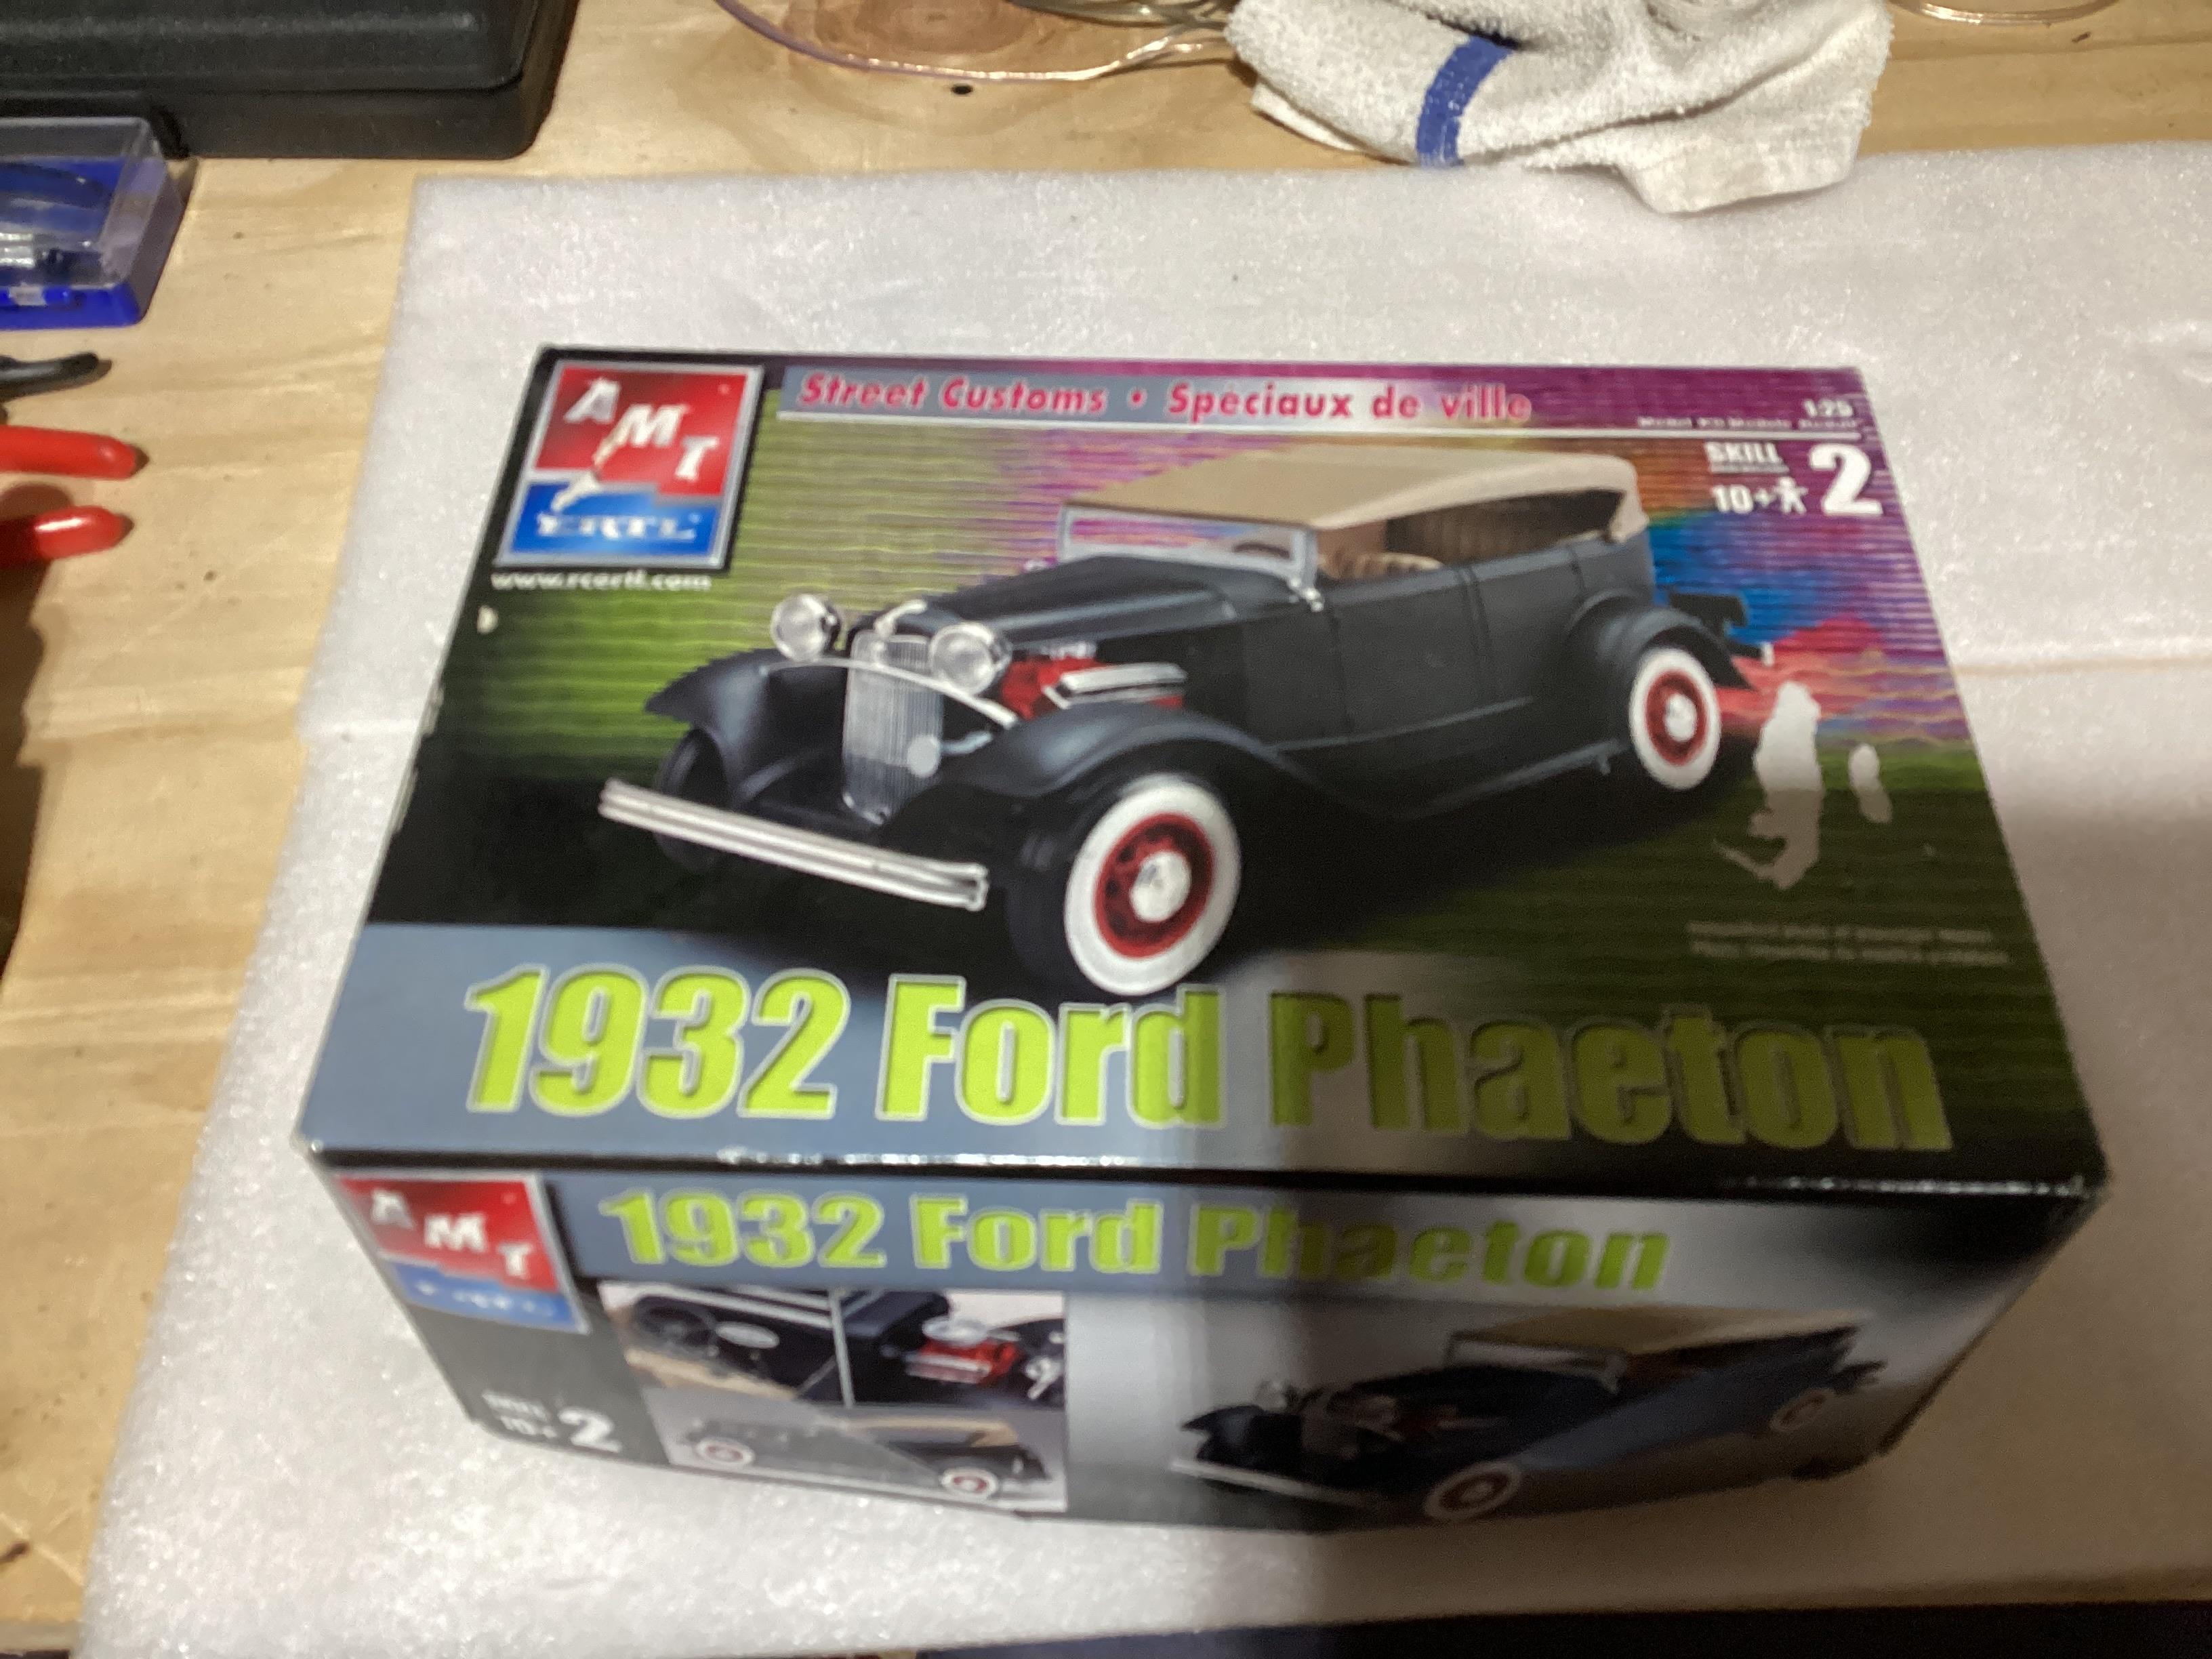 AMT
ERTL
www.rcertl.com
Street Customs • Spéciaux de ville
1:25
SKILL
2
10+
1932 Ford Phaeton
AMT
ERTL
1932 Ford Phaeton
10+
2